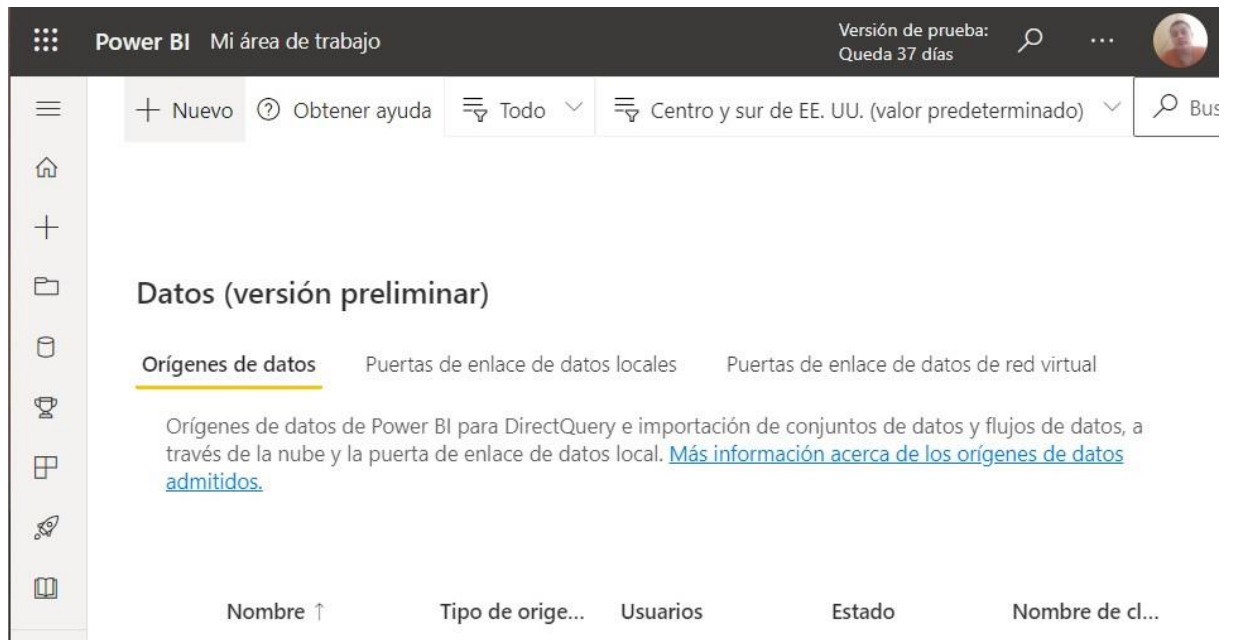 Power BI Mi área de trabajo
Versión de prueba:
Queda 37 días
Nuevo
Obtener ayuda
Todo
Centro y sur de EE. UU. (valor predeterminado)
Bus
Datos (versión preliminar)
Orígenes de datos
Puertas de enlace de datos locales
Puertas de enlace de datos de red virtual
Orígenes de datos de Power BI para DirectQuery e importación de conjuntos de datos y flujos de datos, a
través de la nube y la puerta de enlace de datos local. Más información acerca de los orígenes de datos
admitidos.
Nombre ↑
Tipo de orige...
Usuarios
Estado
Nombre de cl...